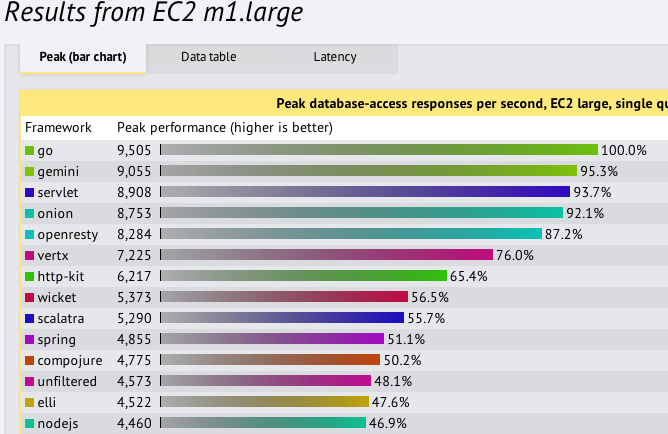 Results from EC2 m1.large
Peak (bar chart) Data table Latency
Peak database-access responses per second, EC2 large, single
Framework Peak performance (higher is better)
go 9,505 100.0%
gemini 9,055 95.3%
servlet 8,908 93.7%
onion 8,753 92.1%
openresty 8,284 87.2%
vertx 7,225 76.0%
http-kit 6,217 65.4%
wicket 5,373 56.5%
scalatra 5,290 55.7%
spring 4,855 51.1%
compojure 4,775 50.2%
unfiltered 4,573 48.1%
elli 4,522 47.6%
nodejs 4,460 46.9%